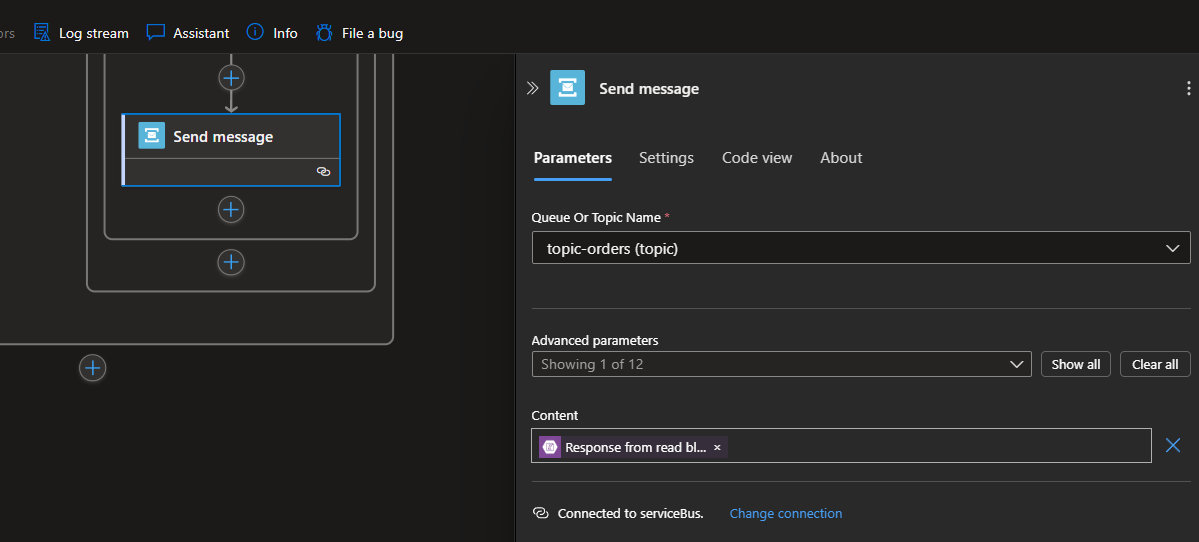 ors Log stream Assistant Info File a bug
Send message
Send message
Parameters Settings Code view About
Queue Or Topic Name *
topic-orders (topic)
Advanced parameters
Showing 1 of 12 Show all Clear all
Content
Response from read bl... ×
Connected to serviceBus. Change connection